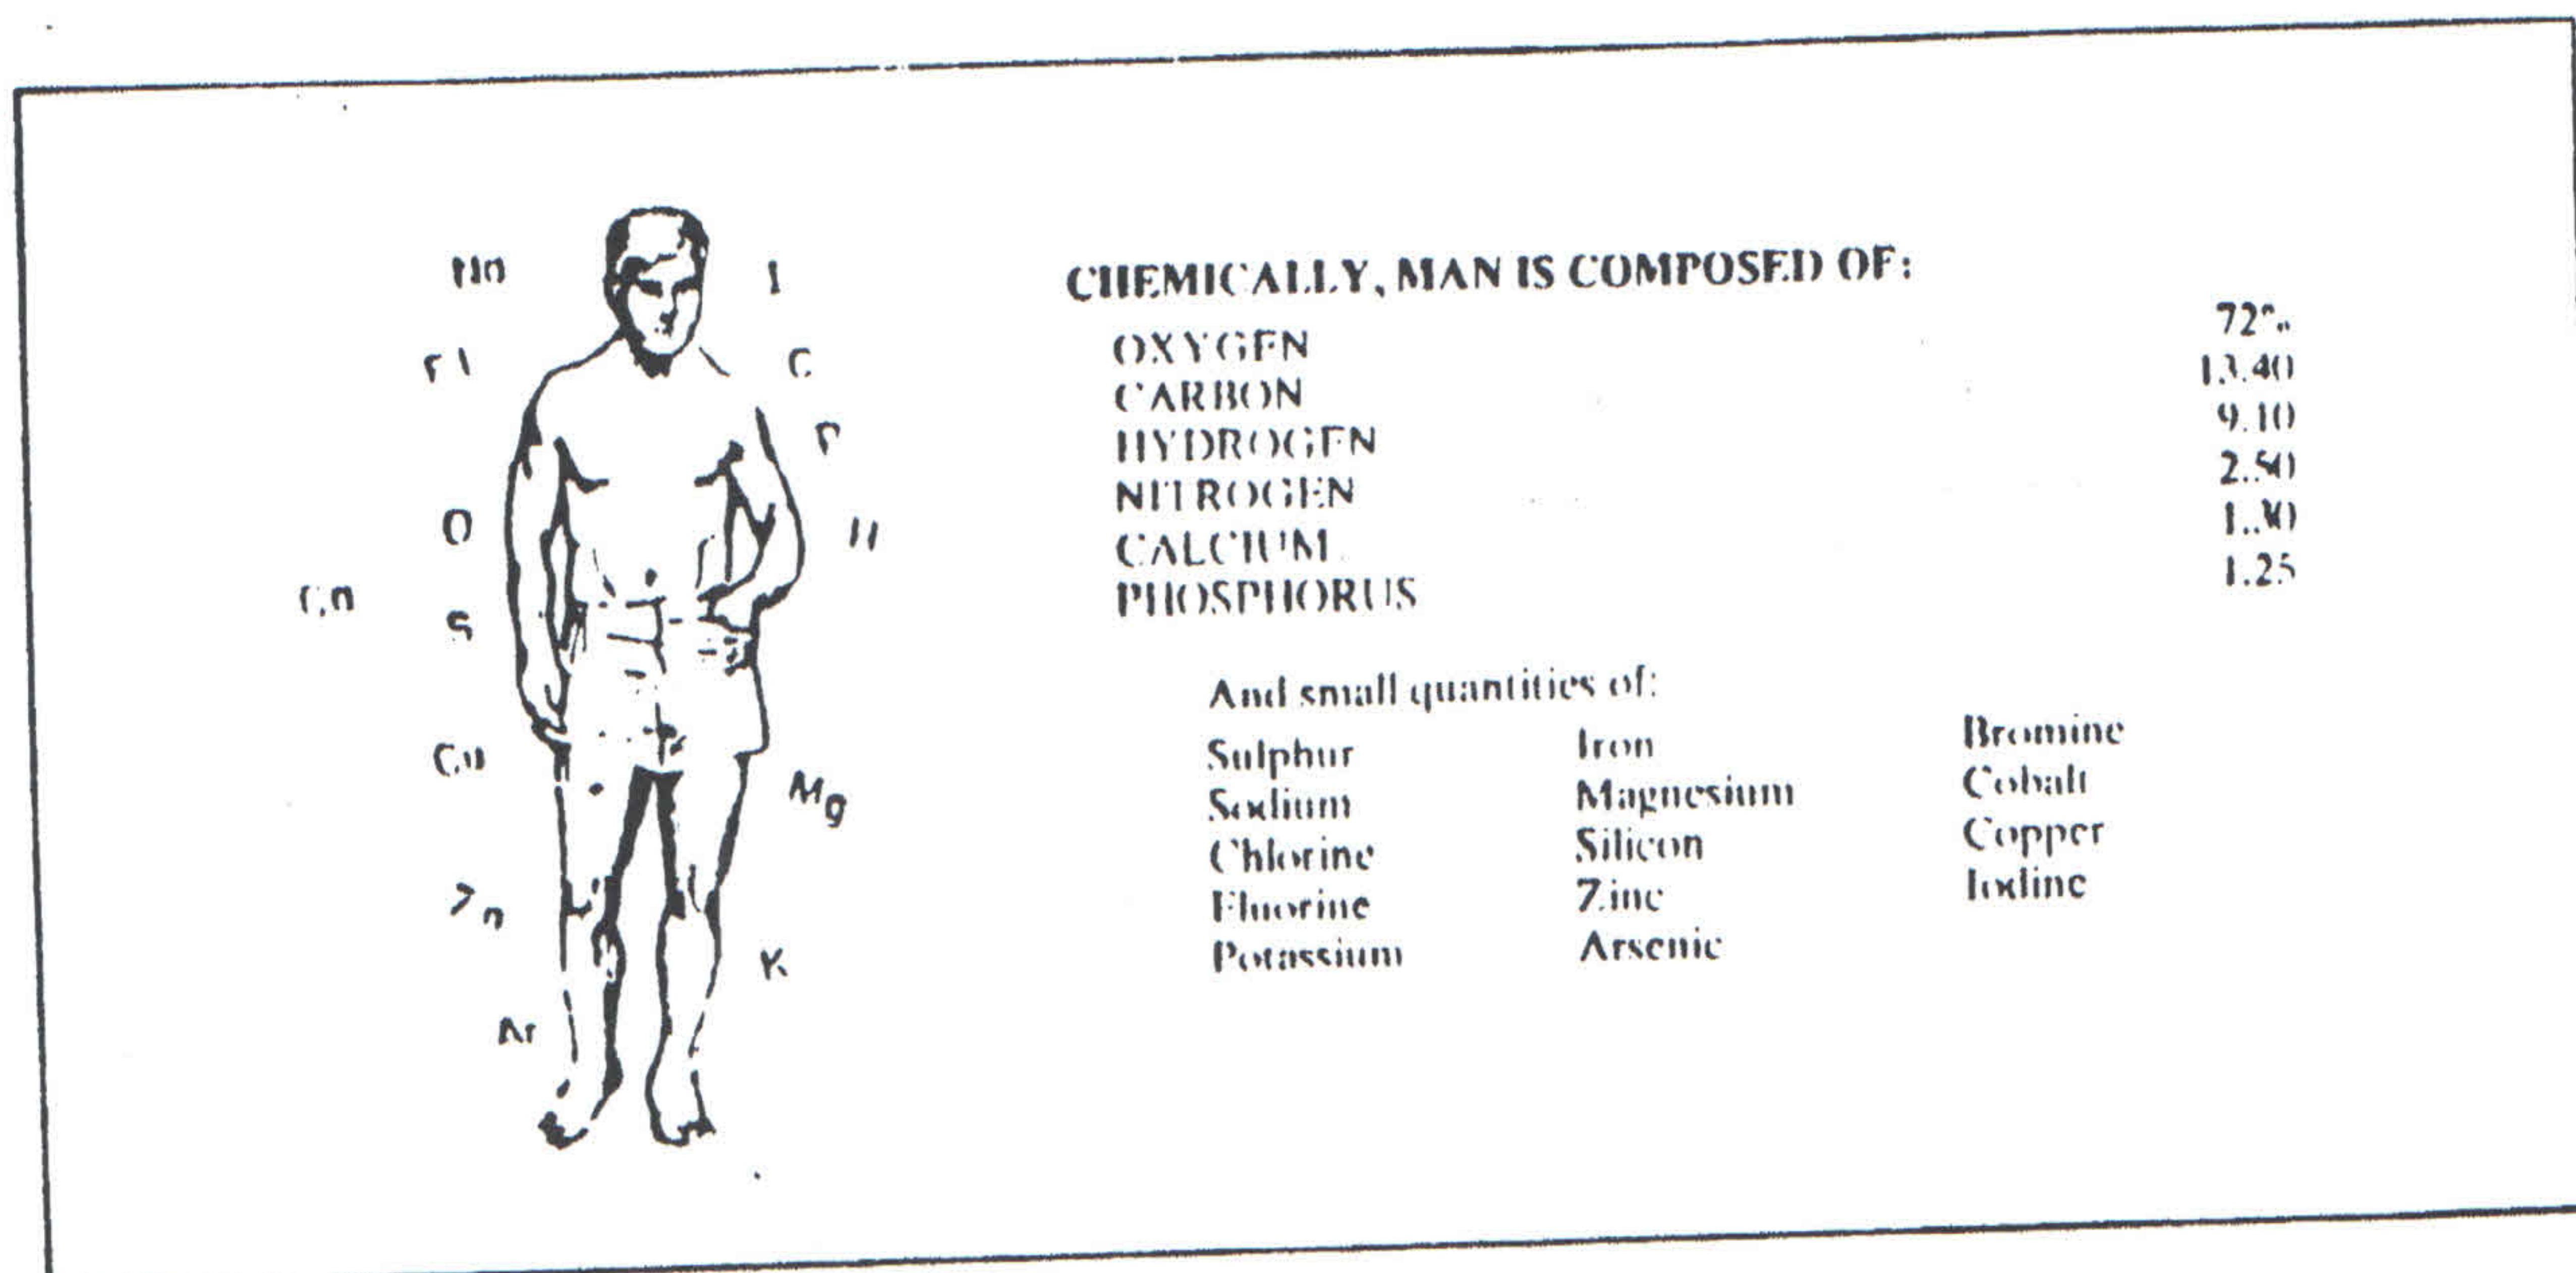 CHEMICALLY, MAN IS COMPOSED OF:
OXYGEN 72%
CARBON 13.40
HYDROGEN 9.10
NITROGEN 2.50
CALCIUM 1.30
PHOSPHORUS 1.25
And small quantities of:
Sulphur Iron Bromine
Sodium Magnesium Cobalt
Chlorine Silicon Copper
Fluorine Zinc Iodine
Potassium Arsenic
I
Fl C
P
O H
S
Cu Mg
Zn
K
Ar